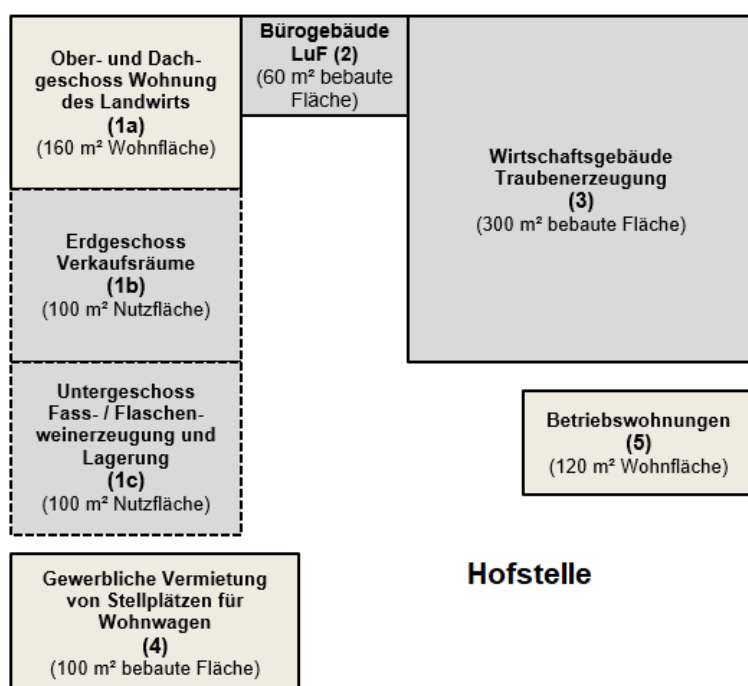 Ober- und Dach-
geschoss Wohnung
des Landwirts
(1a)
(160 m² Wohnfläche)
Bürogebäude
LuF (2)
(60 m² bebaute
Fläche)
Wirtschaftsgebäude
Traubenerzeugung
(3)
(300 m² bebaute Fläche)
Erdgeschoss
Verkaufsräume
(1b)
(100 m² Nutzfläche)
Untergeschoss
Fass- / Flaschen-
weinerzeugung und
Lagerung
(1c)
(100 m² Nutzfläche)
Betriebswohnungen
(5)
(120 m² Wohnfläche)
Gewerbliche Vermietung
von Stellplätzen für
Wohnwagen
(4)
(100 m² bebaute Fläche)
Hofstelle